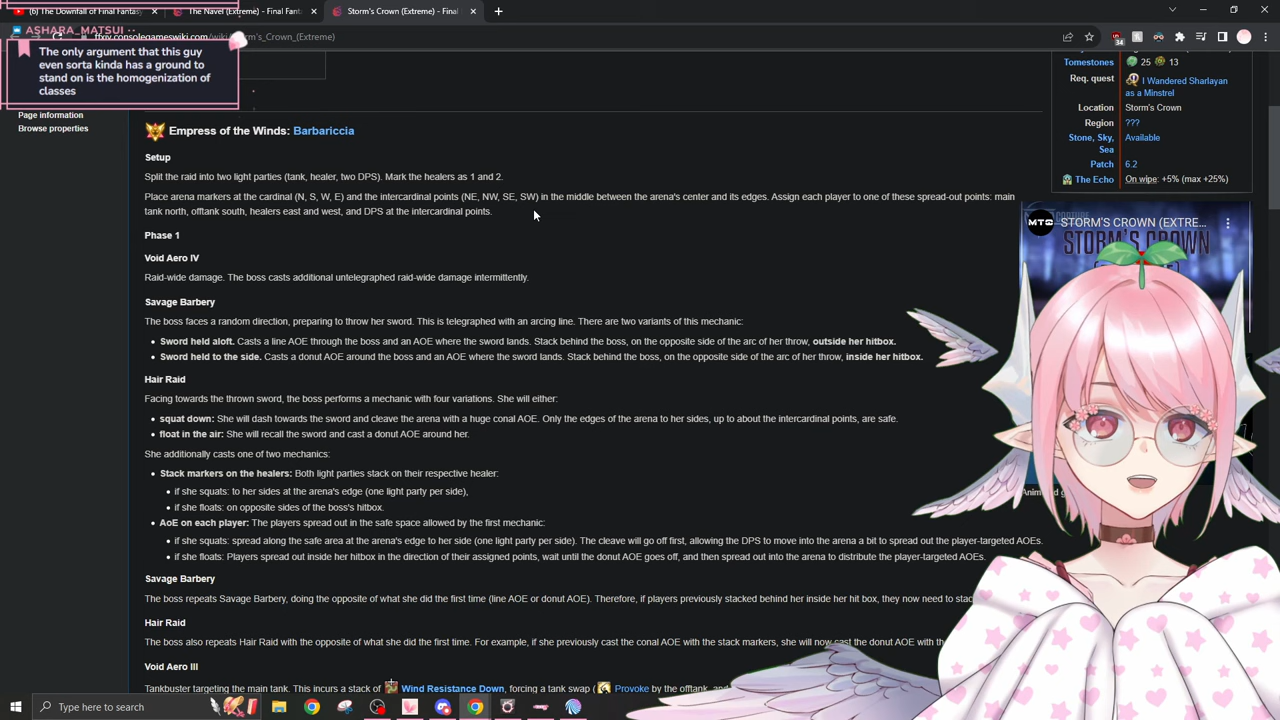 (6) The Downfall of Final Fantasy
The Navel (Extreme) - Final Fanta
Storm's Crown (Extreme) - Final
ASHARA_MATSUI
ffxiv.consolegameswiki.com/wiki
m's_Crown_(Extreme)
34
The only argument that this guy
even sorta kinda has a ground to
stand on is the homogenization of
classes
Page information
Browse properties
Empress of the Winds: Barbariccia
Setup
Split the raid into two light parties (tank, healer, two DPS). Mark the healers as 1 and 2.
Place arena markers at the cardinal (N, S, W, E) and the intercardinal points (NE, NW, SE, SW) in the middle between the arena's center and its edges. Assign each player to one of these spread-out points: main
tank north, offtank south, healers east and west, and DPS at the intercardinal points.
Phase 1
Void Aero IV
Raid-wide damage. The boss casts additional untelegraphed raid-wide damage intermittently.
Savage Barbery
The boss faces a random direction, preparing to throw her sword. This is telegraphed with an arcing line. There are two variants of this mechanic:
• Sword held aloft. Casts a line AOE through the boss and an AOE where the sword lands. Stack behind the boss, on the opposite side of the arc of her throw, outside her hitbox.
• Sword held to the side. Casts a donut AOE around the boss and an AOE where the sword lands. Stack behind the boss, on the opposite side of the arc of her throw, inside her hitbox.
Hair Raid
Facing towards the thrown sword, the boss performs a mechanic with four variations. She will either:
• squat down: She will dash towards the sword and cleave the arena with a huge conal AOE. Only the edges of the arena to her sides, up to about the intercardinal points, are safe.
• float in the air: She will recall the sword and cast a donut AOE around her.
She additionally casts one of two mechanics:
• Stack markers on the healers: Both light parties stack on their respective healer:
• if she squats: to her sides at the arena's edge (one light party per side),
• if she floats: on opposite sides of the boss's hitbox.
• AoE on each player: The players spread out in the safe space allowed by the first mechanic:
• if she squats: spread along the safe area at the arena's edge to her side (one light party per side). The cleave will go off first, allowing the DPS to move into the arena a bit to spread out the player-targeted AOEs.
• if she floats: Players spread out inside her hitbox in the direction of their assigned points, wait until the donut AOE goes off, and then spread out into the arena to distribute the player-targeted AOEs.
Savage Barbery
The boss repeats Savage Barbery, doing the opposite of what she did the first time (line AOE or donut AOE). Therefore, if players previously stacked behind her inside her hit box, they now need to stac
Hair Raid
The boss also repeats Hair Raid with the opposite of what she did the first time. For example, if she previously cast the conal AOE with the stack markers, she will now cast the donut AOE with th
Void Aero III
Tankbuster targeting the main tank. This incurs a stack of Wind Resistance Down, forcing a tank swap ( Provoke by the offtank, and
Tomestones 25 13
Req. quest I Wandered Sharlayan
as a Minstrel
Location Storm's Crown
Region ???
Stone, Sky, Available
Sea
Patch 6.2
The Echo On wipe: +5% (max +25%)
MTQ STORM'S CROWN (EXTRE...
STORM'S CROWN
Type here to search